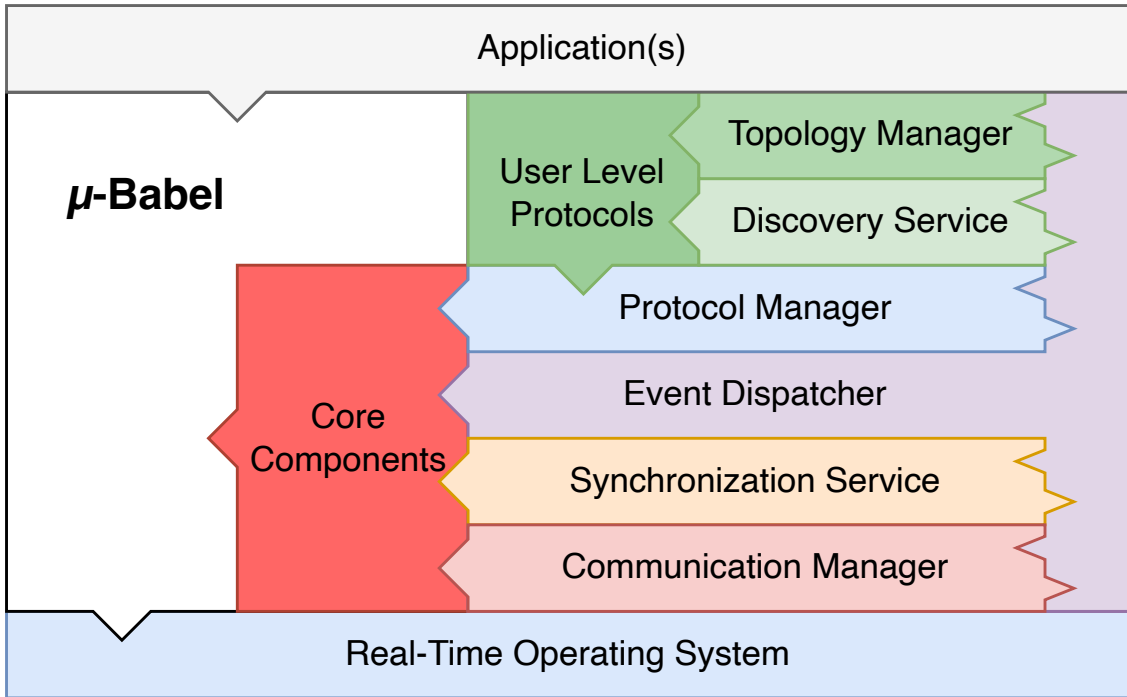 Application(s)
μ-Babel
User Level
Protocols
Topology Manager
Discovery Service
Core
Components
Protocol Manager
Event Dispatcher
Synchronization Service
Communication Manager
Real-Time Operating System